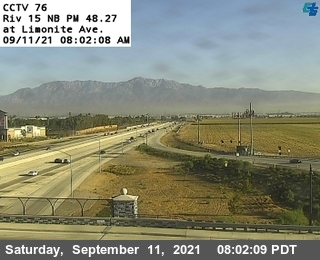 CCTV 76
Riv 15 NB PM 48.27
at Limonite Ave.
09/11/21 08:02:08 AM
Saturday, September 11, 2021 08:02:09 PDT